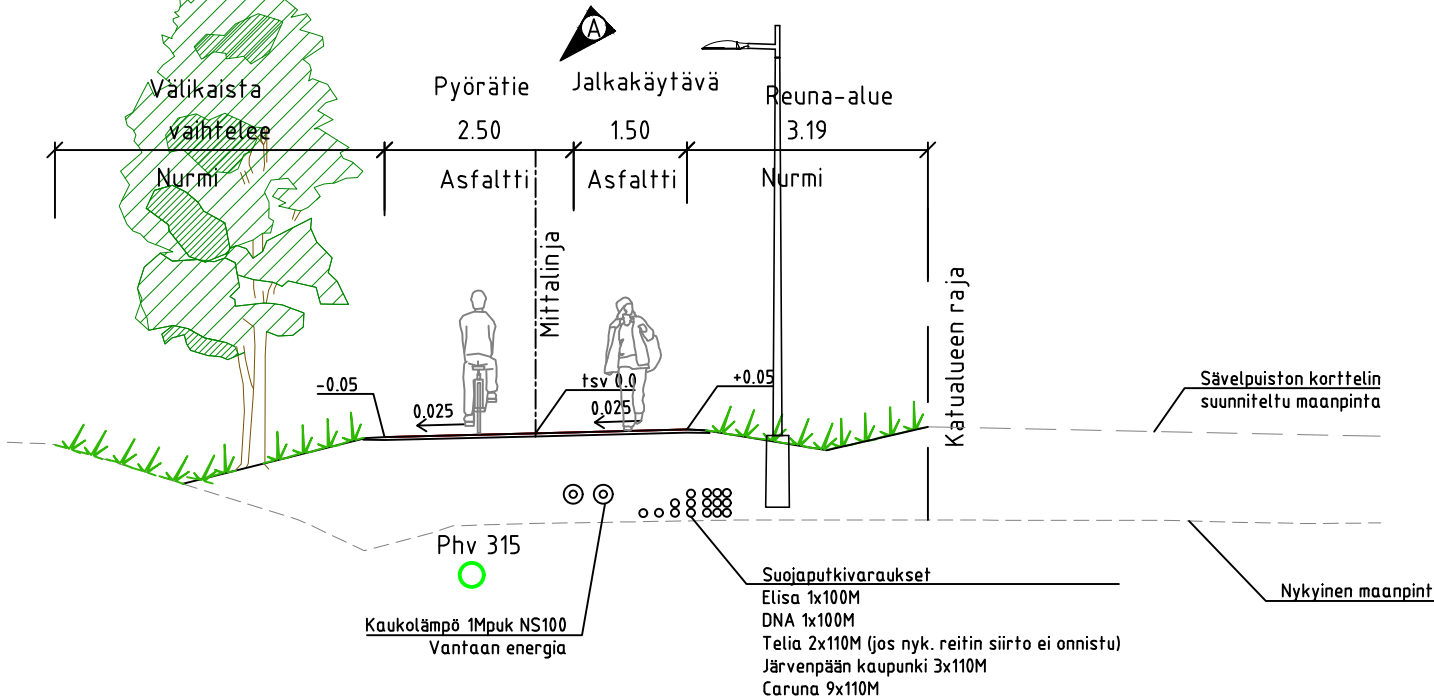 A
Välikaista
vaihtelee
Nurmi
Pyörätie
2.50
Asfaltti
Jalkakäytävä
1.50
Asfaltti
Reuna-alue
3.19
Nurmi
Mittalinja
Katualueen raja
-0.05
0.025
tsv 0.0
0.025
+0.05
Sävelpuiston korttelin
suunniteltu maanpinta
Phv 315
Kaukolämpö 1Mpuk NS100
Vantaan energia
Suojaputkivaraukset
Elisa 1x100M
DNA 1x100M
Telia 2x110M (jos nyk. reitin siirto ei onnistu)
Järvenpään kaupunki 3x110M
Caruna 9x110M
Nykyinen maanpint